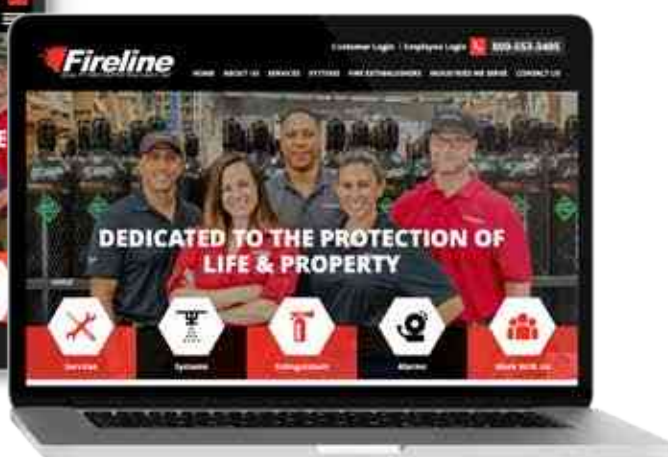 Fireline
Customer Login | Employee Login
800-553-3405
HOME ABOUT US SERVICES SYSTEMS FIRE EXTINGUISHERS INDUSTRIES WE SERVE CONTACT US
DEDICATED TO THE PROTECTION OF
LIFE & PROPERTY
Services
Systems
Extinguishers
Alarms
Work With Us